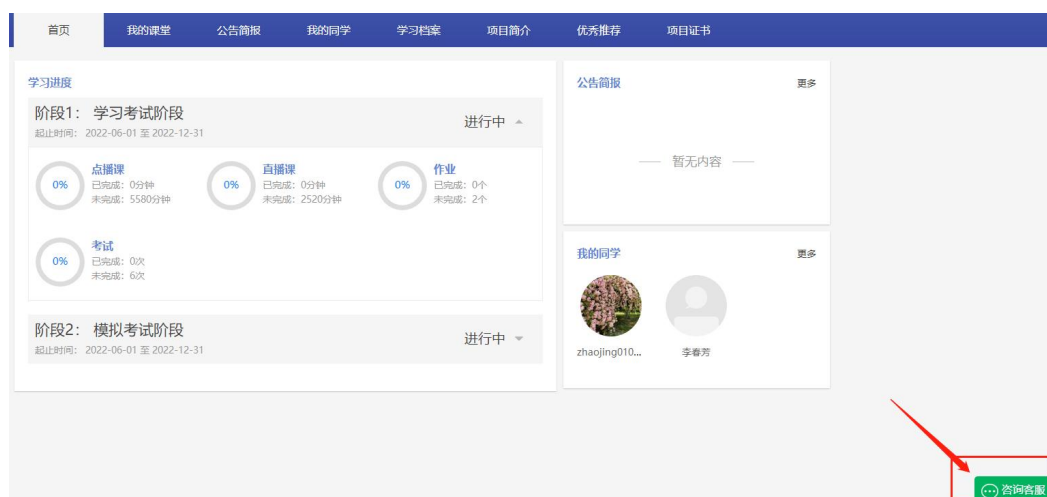 首页 我的课堂 公告简报 我的同学 学习档案 项目简介 优秀推荐 项目证书
学习进度
阶段1： 学习考试阶段
起止时间： 2022-06-01 至 2022-12-31
进行中
0%
点播课
已完成：0分钟
未完成：5580分钟
0%
直播课
已完成：0分钟
未完成：2520分钟
0%
作业
已完成：0个
未完成：2个
0%
考试
已完成：0次
未完成：6次
阶段2： 模拟考试阶段
起止时间： 2022-06-01 至 2022-12-31
进行中
公告简报 更多
暂无内容
我的同学 更多
zhaojing010... 李春芳
咨询客服